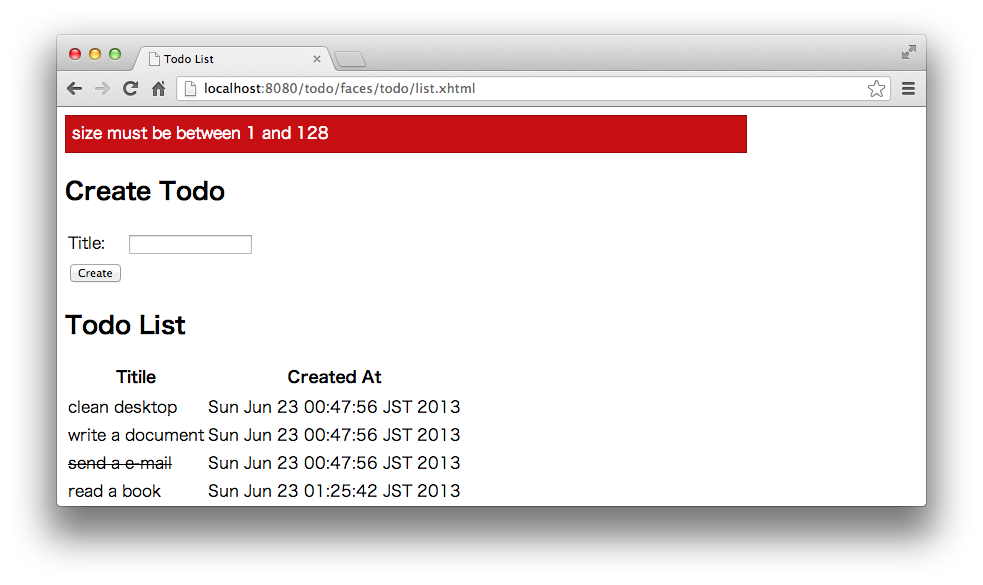 Todo List
localhost:8080/todo/faces/todo/list.xhtml
size must be between 1 and 128
Create Todo
Title:
Create
Todo List
Titile Created At
clean desktop Sun Jun 23 00:47:56 JST 2013
write a document Sun Jun 23 00:47:56 JST 2013
send a e-mail Sun Jun 23 00:47:56 JST 2013
read a book Sun Jun 23 01:25:42 JST 2013